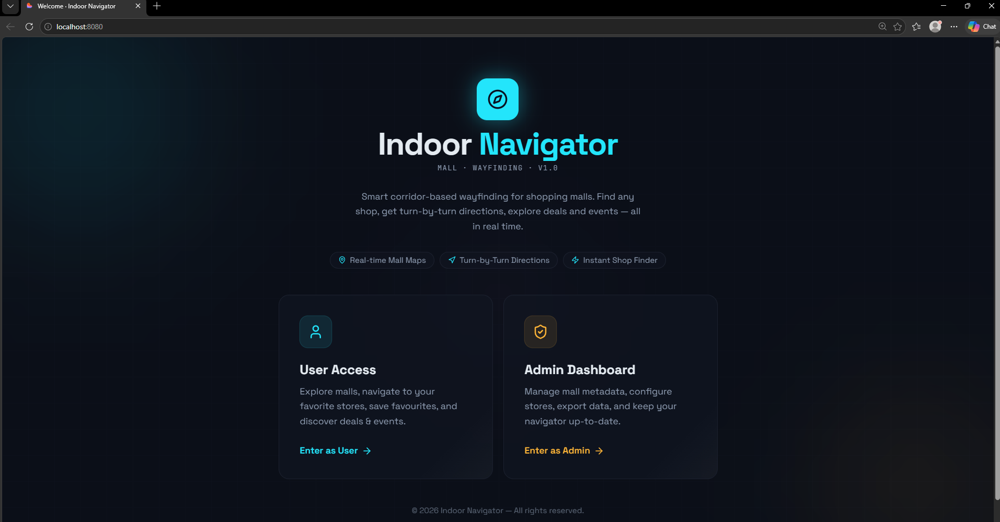 Welcome · Indoor Navigator
localhost:8080
Chat
Indoor Navigator
MALL · WAYFINDING · V1.0
Smart corridor-based wayfinding for shopping malls. Find any
shop, get turn-by-turn directions, explore deals and events — all
in real time.
Real-time Mall Maps
Turn-by-Turn Directions
Instant Shop Finder
User Access
Explore malls, navigate to your
favorite stores, save favourites, and
discover deals & events.
Enter as User →
Admin Dashboard
Manage mall metadata, configure
stores, export data, and keep your
navigator up-to-date.
Enter as Admin →
© 2026 Indoor Navigator — All rights reserved.